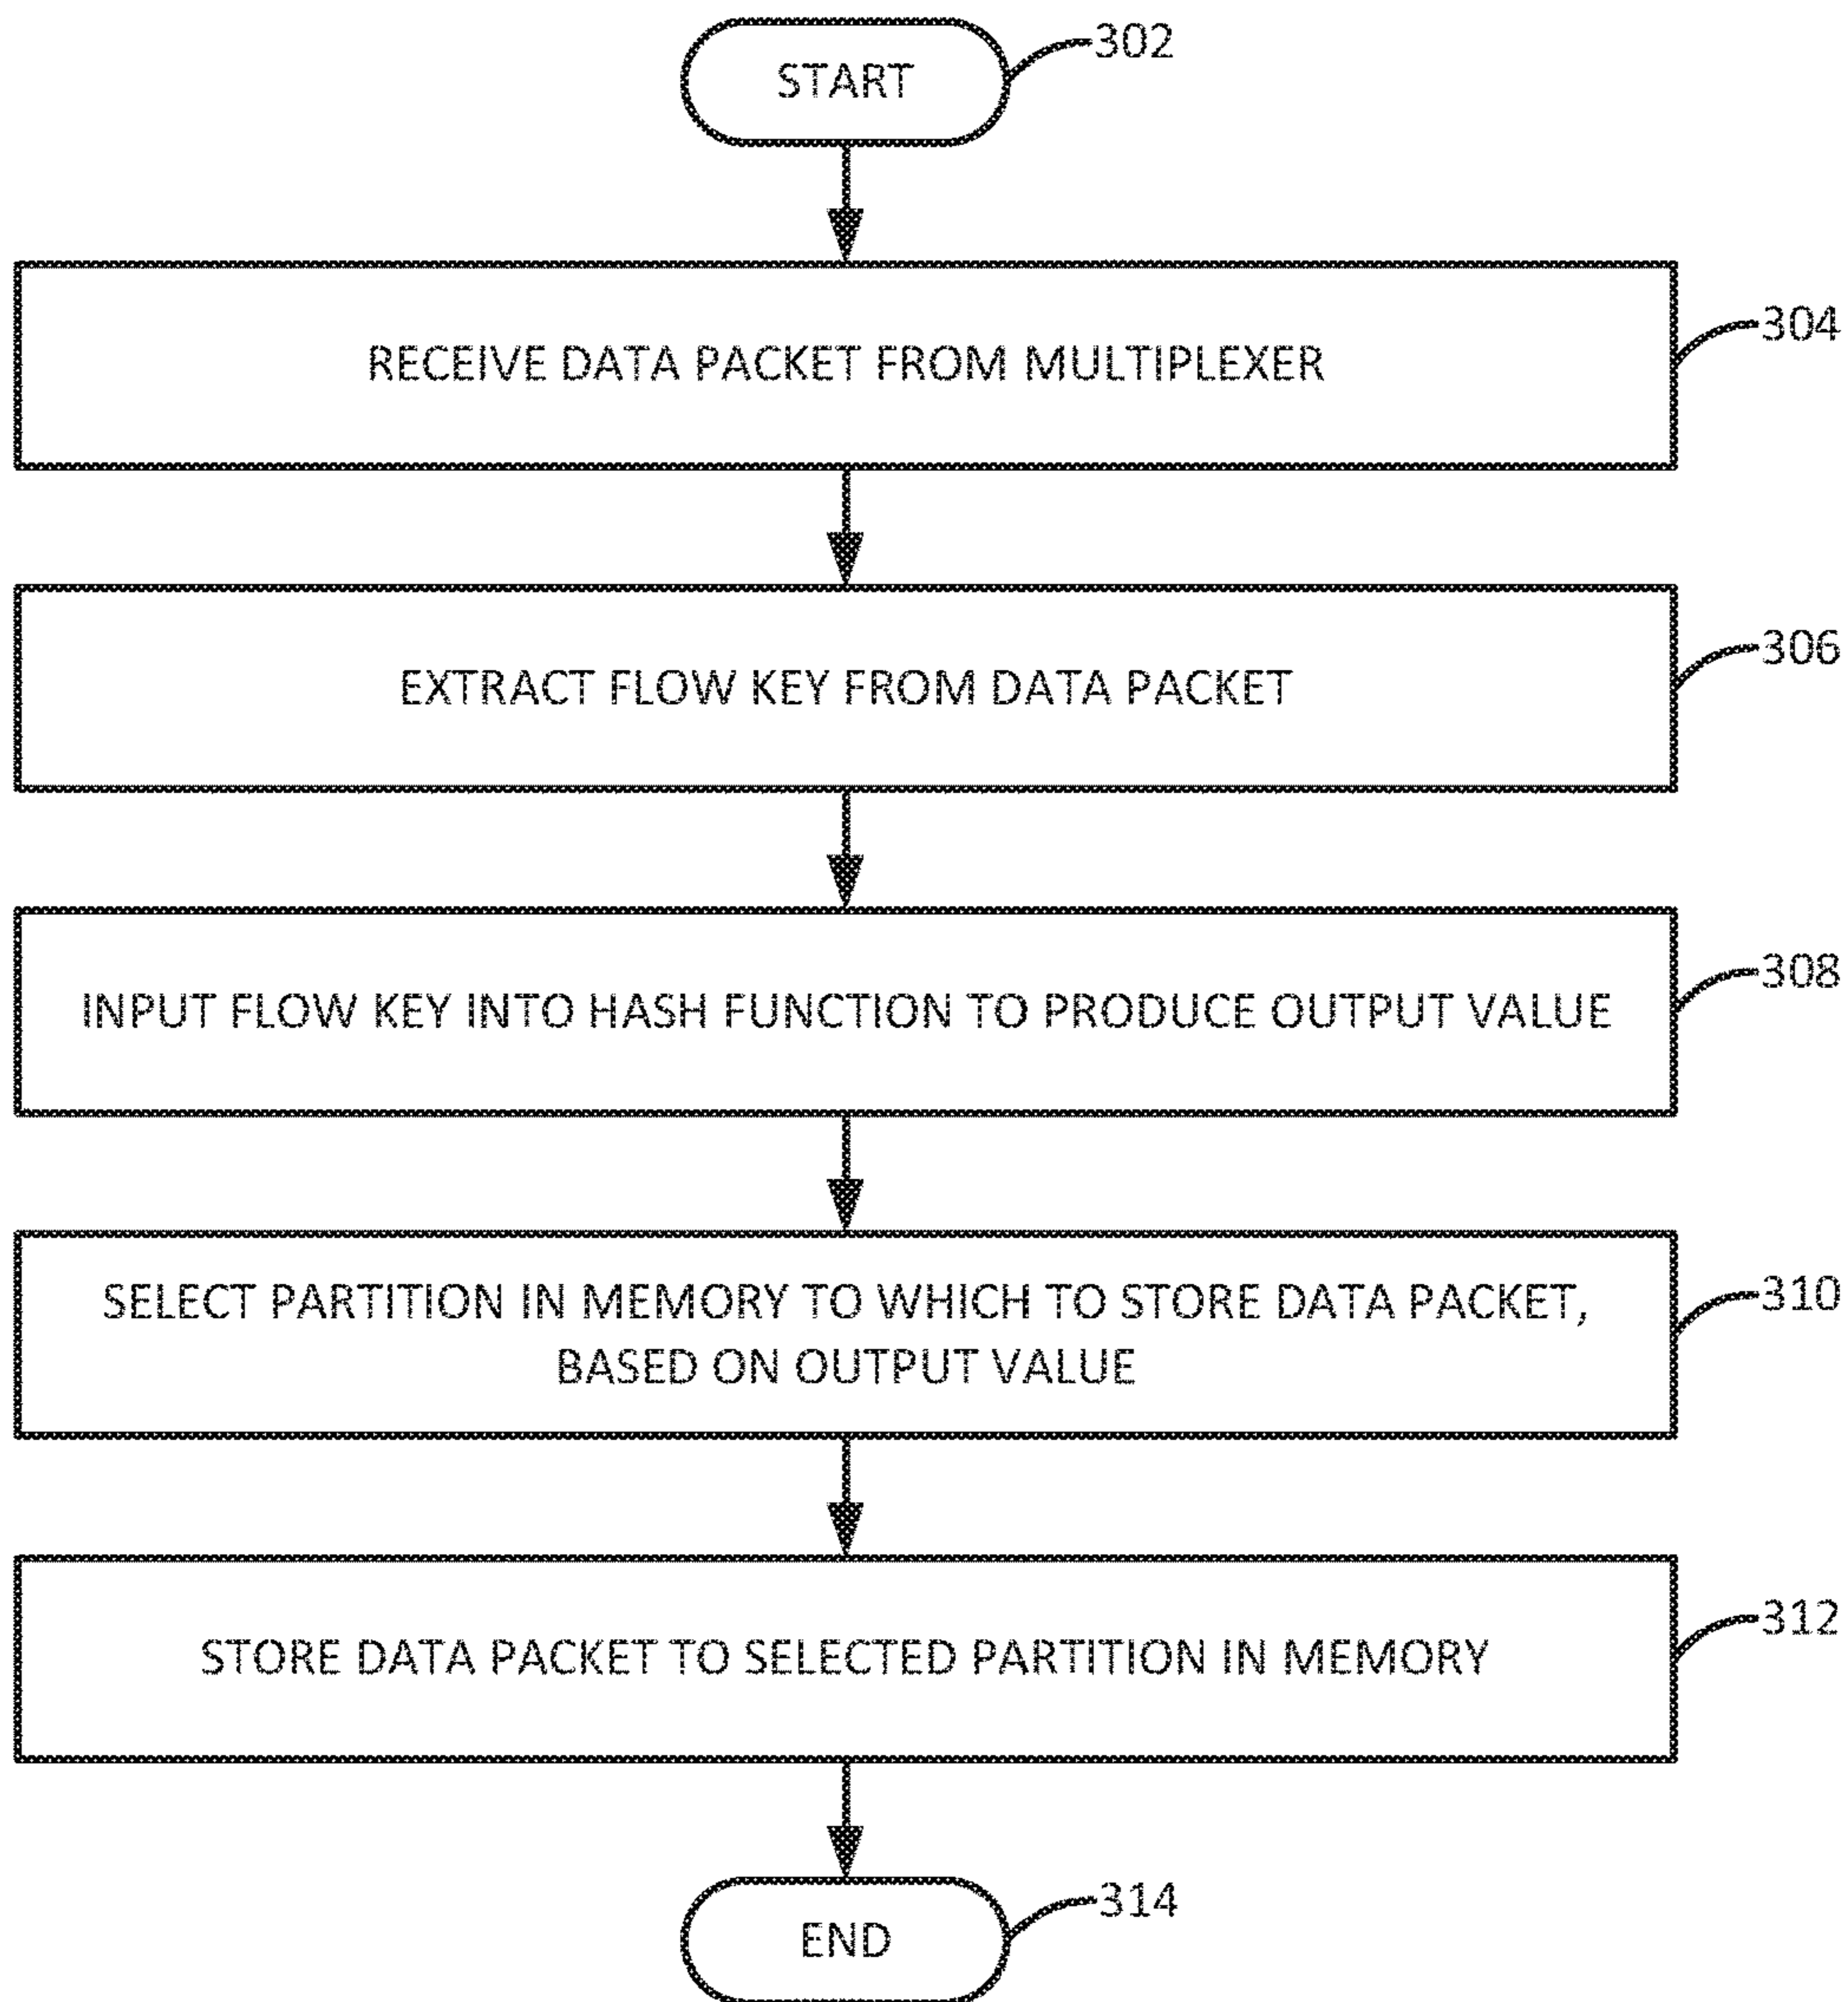 START
302
RECEIVE DATA PACKET FROM MULTIPLEXER
304
EXTRACT FLOW KEY FROM DATA PACKET
306
INPUT FLOW KEY INTO HASH FUNCTION TO PRODUCE OUTPUT VALUE
308
SELECT PARTITION IN MEMORY TO WHICH TO STORE DATA PACKET,
BASED ON OUTPUT VALUE
310
STORE DATA PACKET TO SELECTED PARTITION IN MEMORY
312
END
314